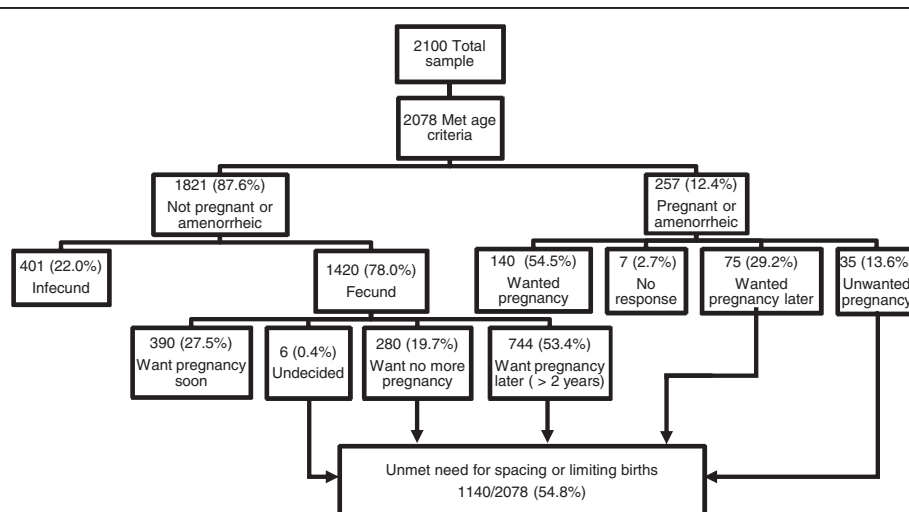 2100 Total
sample
2078 Met age
criteria
1821 (87.6%)
Not pregnant or
amenorrheic
257 (12.4%)
Pregnant or
amenorrheic
401 (22.0%)
Infecund
1420 (78.0%)
Fecund
140 (54.5%)
Wanted
pregnancy
7 (2.7%)
No
response
75 (29.2%)
Wanted
pregnancy later
35 (13.6%
Unwanted
pregnancy
390 (27.5%)
Want pregnancy
soon
6 (0.4%)
Undecided
280 (19.7%)
Want no more
pregnancy
744 (53.4%)
Want pregnancy
later ( > 2 years)
Unmet need for spacing or limiting births
1140/2078 (54.8%)